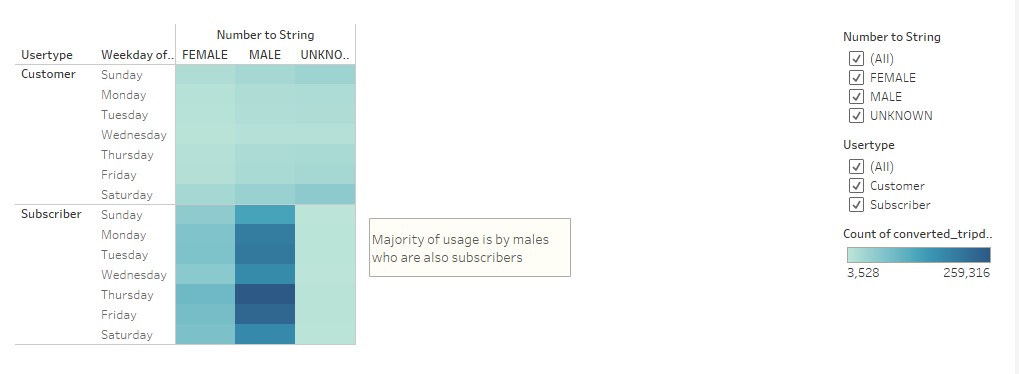 Number to String
Usertype Weekday of.. FEMALE MALE UNKNO..
Customer Sunday
Monday
Tuesday
Wednesday
Thursday
Friday
Saturday
Subscriber Sunday
Monday
Tuesday
Wednesday
Thursday
Friday
Saturday
Majority of usage is by males
who are also subscribers
Number to String
(All)
FEMALE
MALE
UNKNOWN
Usertype
(All)
Customer
Subscriber
Count of converted_tripd..
3,528 259,316